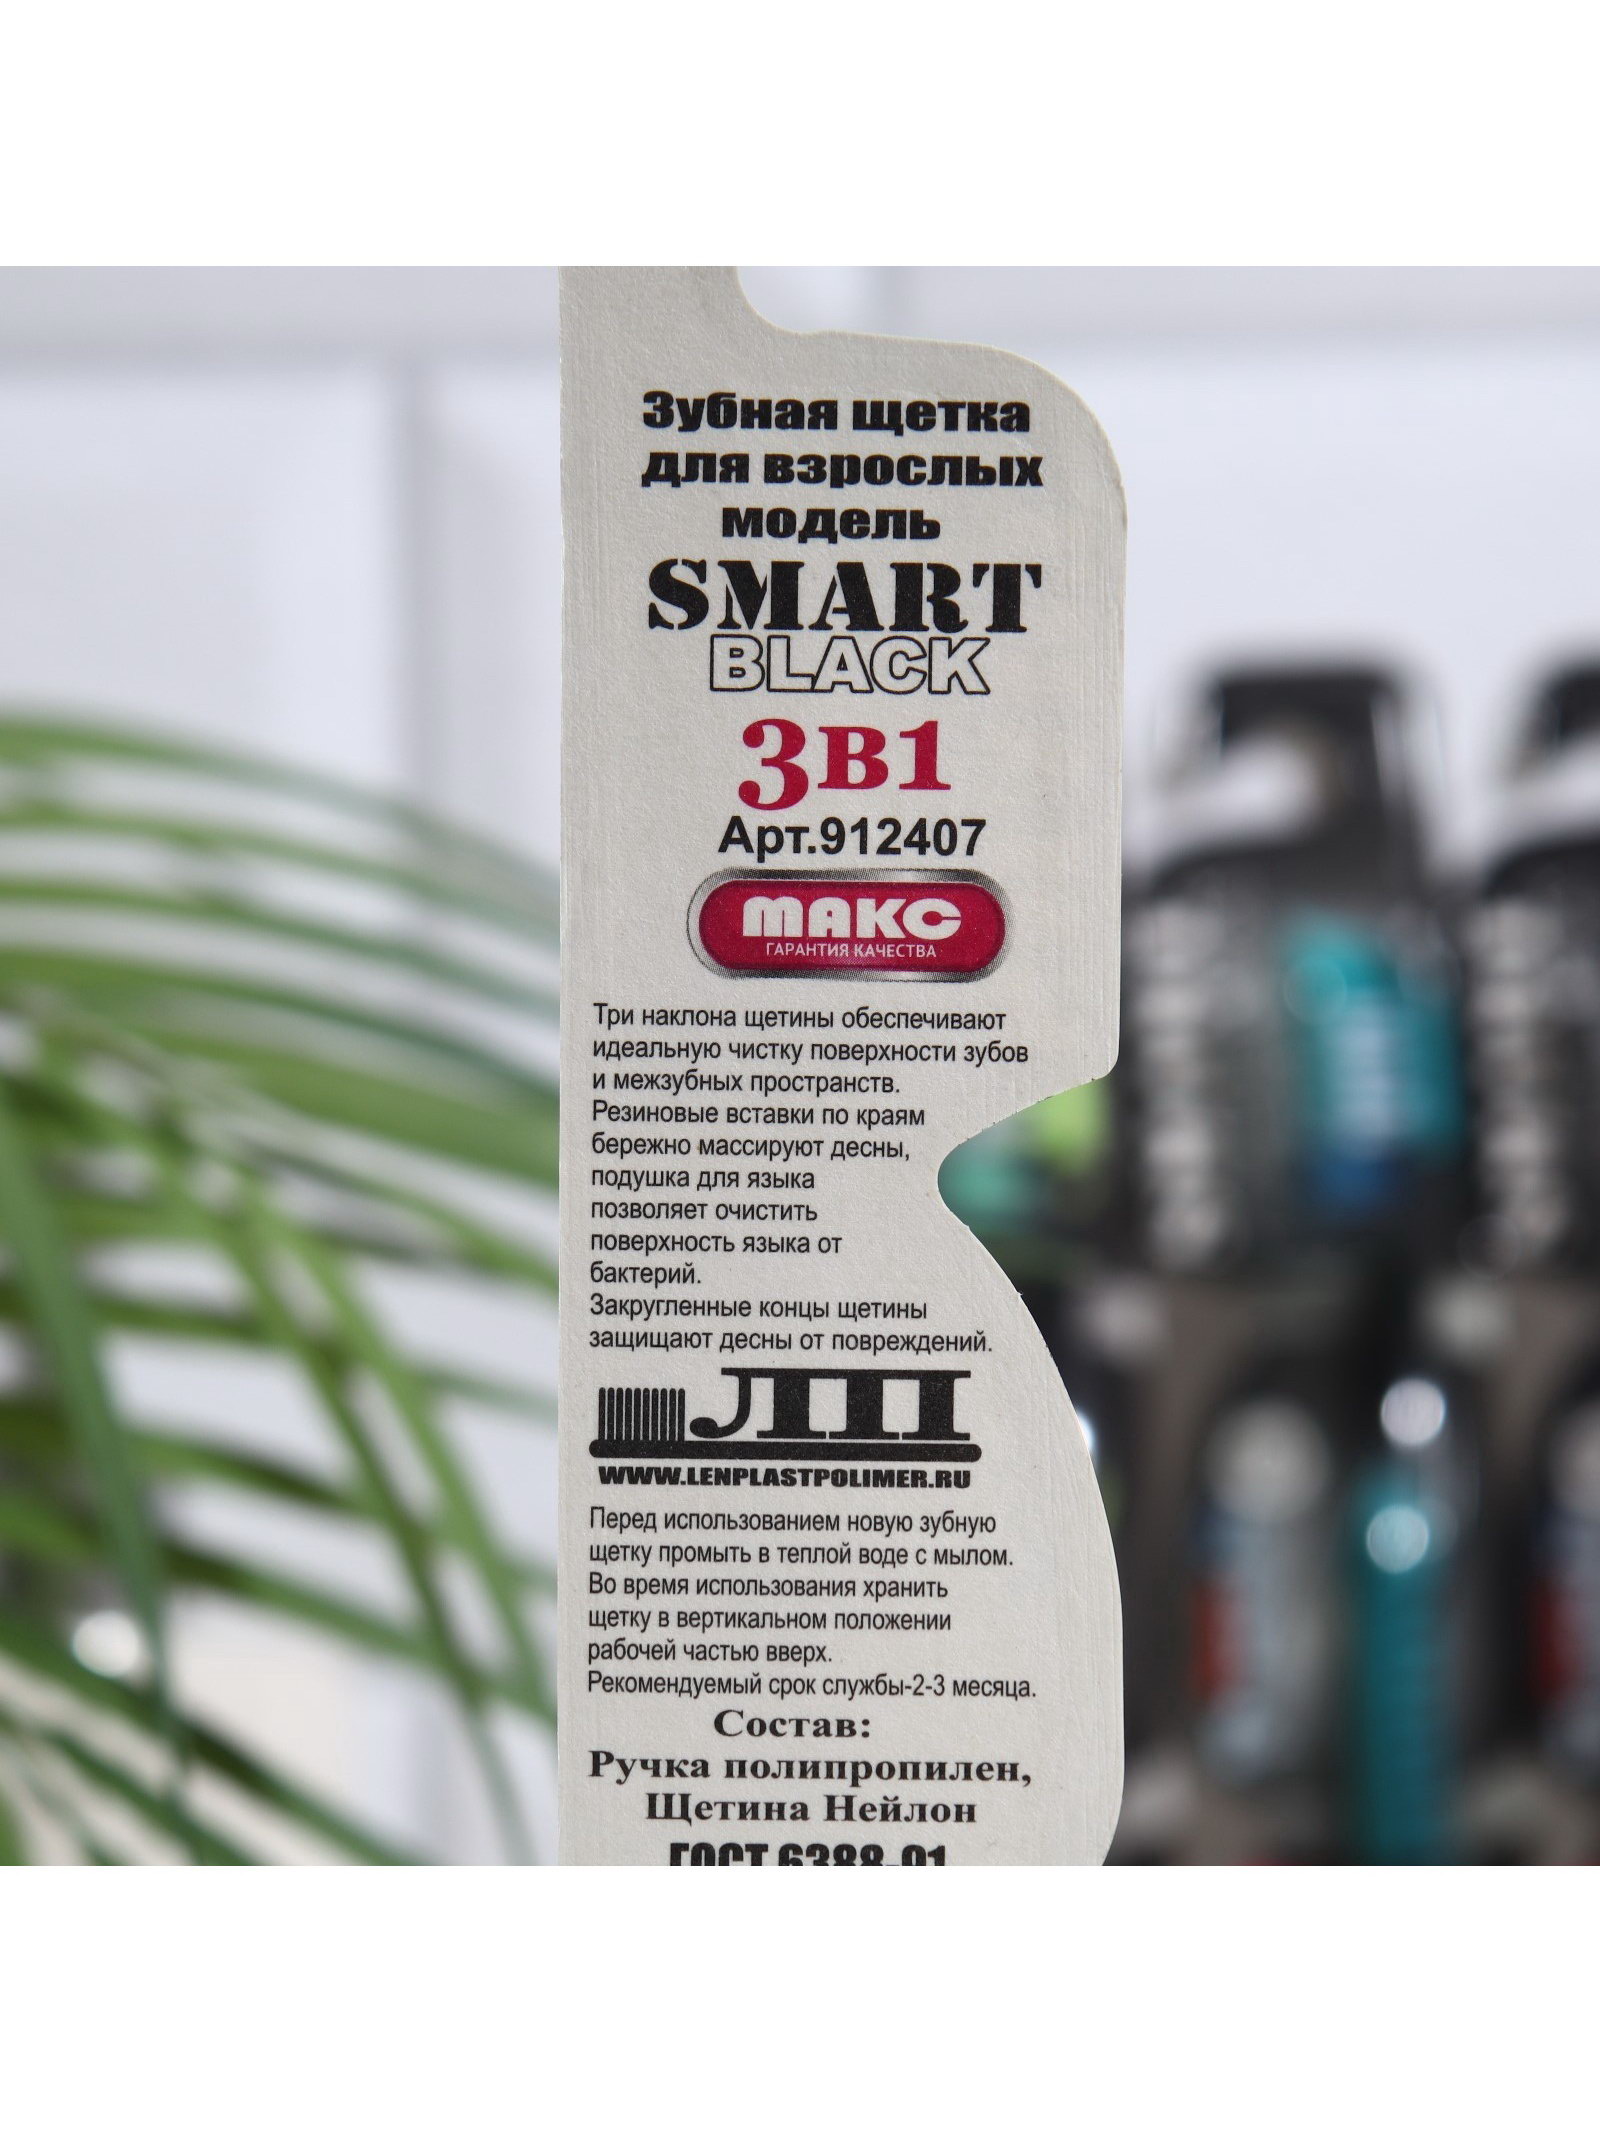 Зубная щетка
для взрослых
модель
SMART
BLACK
3в1
Арт.912407
МАКС
ГАРАНТИЯ КАЧЕСТВА
Три наклона щетины обеспечивают
идеальную чистку поверхности зубов
и межзубных пространств.
Резиновые вставки по краям
бережно массируют десны,
подушка для языка
позволяет очистить
поверхность языка от
бактерий.
Закругленные концы щетины
защищают десны от повреждений.
ЛП
WWW.LENPLASTPOLIMER.RU
Перед использованием новую зубную
щетку промыть в теплой воде с мылом.
Во время использования хранить
щетку в вертикальном положении
рабочей частью вверх.
Рекомендуемый срок службы-2-3 месяца.
Состав:
Ручка полипропилен,
Щетина Нейлон
ГОСТ 6388-91